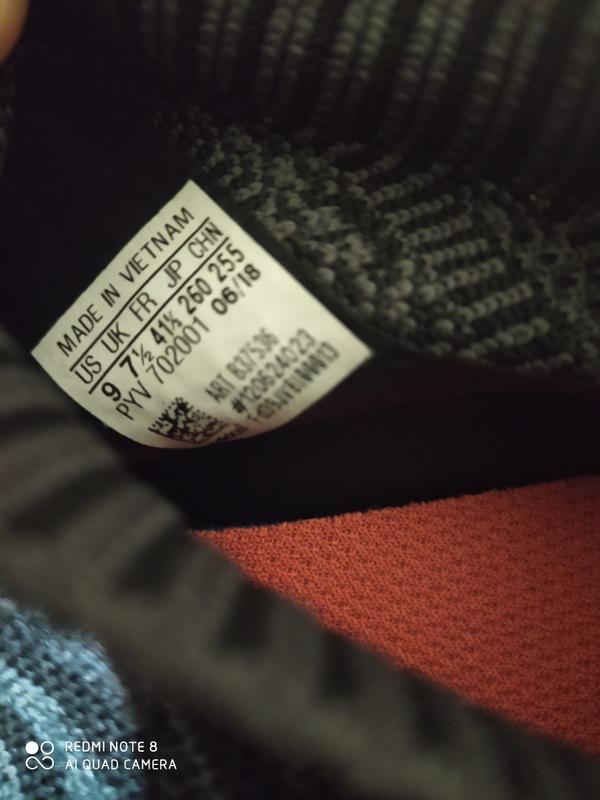 MADE IN VIETNAM
US UK FR JP CHN
9 7½ 41⅓ 260 255
PYV 702001 06/18
ART B37536
#120624023
REDMI NOTE 8
AI QUAD CAMERA